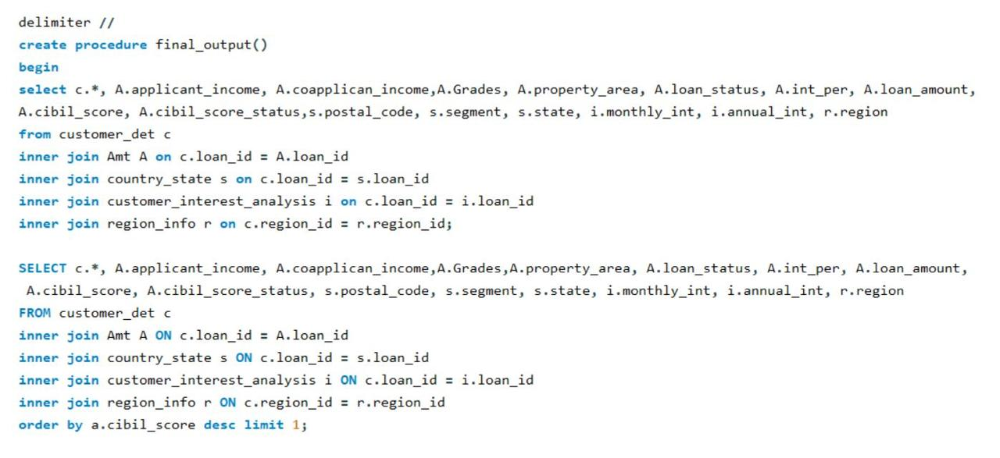 delimiter //
create procedure final_output()
begin
select c.*, A.applicant_income, A.coapplican_income,A.Grades, A.property_area, A.loan_status, A.int_per, A.loan_amount,
A.cibil_score, A.cibil_score_status,s.postal_code, s.segment, s.state, i.monthly_int, i.annual_int, r.region
from customer_det c
inner join Amt A on c.loan_id = A.loan_id
inner join country_state s on c.loan_id = s.loan_id
inner join customer_interest_analysis i on c.loan_id = i.loan_id
inner join region_info r on c.region_id = r.region_id;
SELECT c.*, A.applicant_income, A.coapplican_income,A.Grades,A.property_area, A.loan_status, A.int_per, A.loan_amount,
A.cibil_score, A.cibil_score_status, s.postal_code, s.segment, s.state, i.monthly_int, i.annual_int, r.region
FROM customer_det c
inner join Amt A ON c.loan_id = A.loan_id
inner join country_state s ON c.loan_id = s.loan_id
inner join customer_interest_analysis i ON c.loan_id = i.loan_id
inner join region_info r ON c.region_id = r.region_id
order by a.cibil_score desc limit 1;